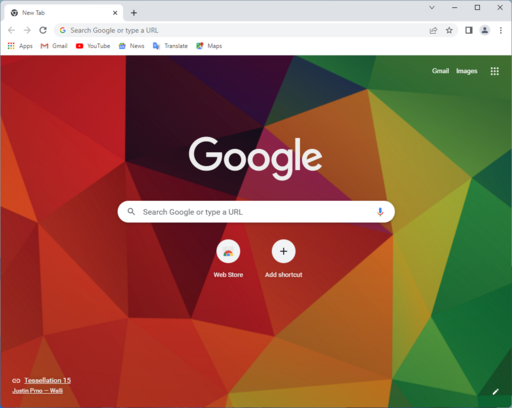 New Tab
Search Google or type a URL
Apps Gmail YouTube News Translate Maps
Gmail Images
Google
Search Google or type a URL
Web Store Add shortcut
Tessellation 15
Justin Prno — Walli